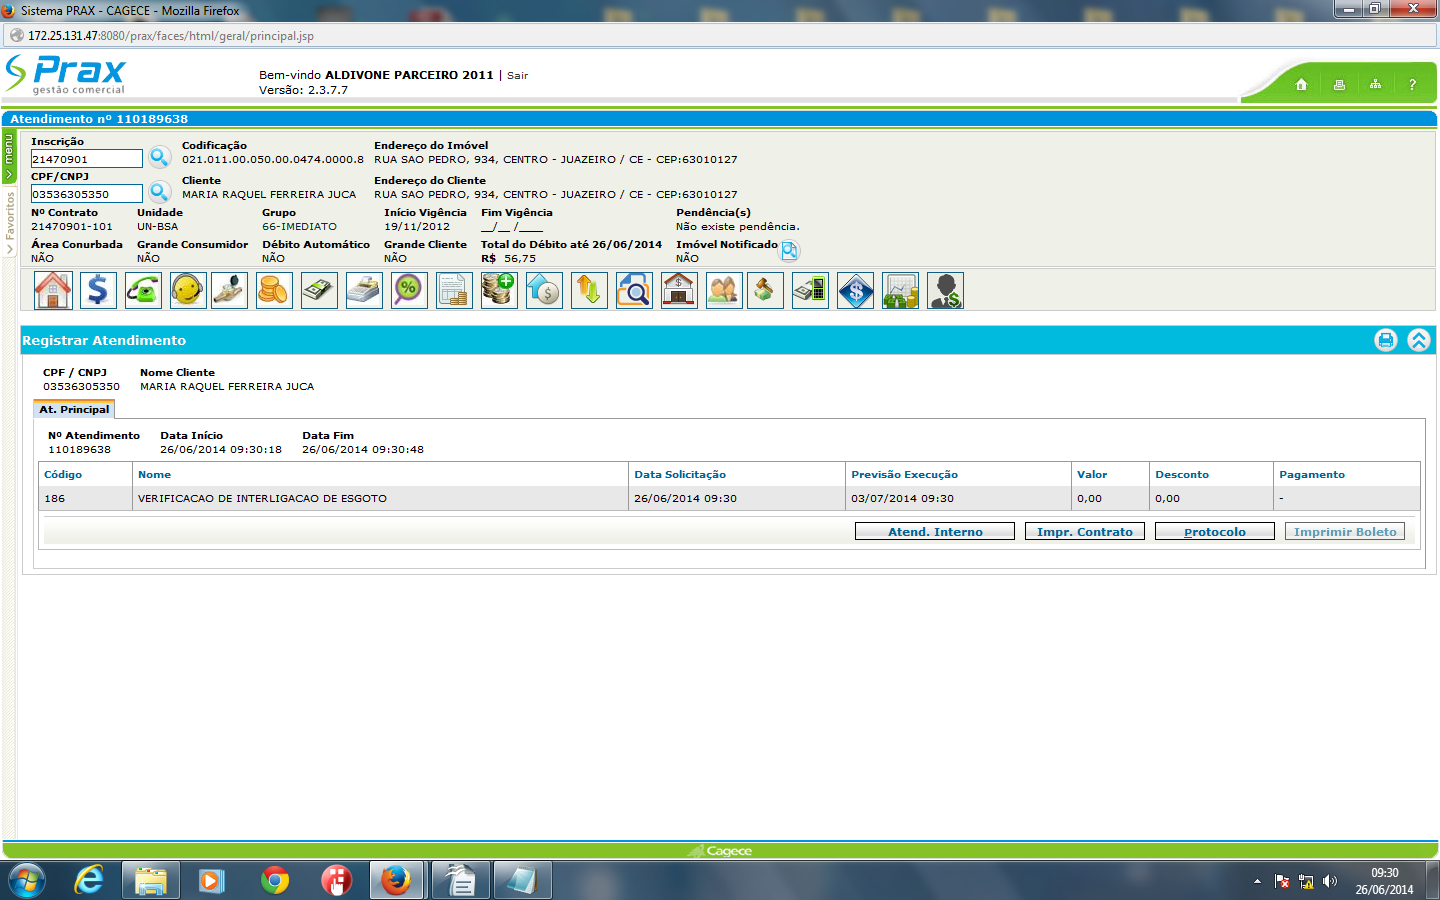 Sistema PRAX - CAGECE - Mozilla Firefox
172.25.131.47:8080/prax/faces/html/geral/principal.jsp
Prax
gestão comercial
Bem-vindo ALDIVONE PARCEIRO 2011 | Sair
Versão: 2.3.7.7
?
Atendimento nº 110189638
menu
Favoritos
Inscrição Codificação Endereço do Imóvel
21470901 021.011.00.050.00.0474.0000.8 RUA SAO PEDRO, 934, CENTRO - JUAZEIRO / CE - CEP:63010127
CPF/CNPJ Cliente Endereço do Cliente
03536305350 MARIA RAQUEL FERREIRA JUCA RUA SAO PEDRO, 934, CENTRO - JUAZEIRO / CE - CEP:63010127
Nº Contrato Unidade Grupo Início Vigência Fim Vigência Pendência(s)
21470901-101 UN-BSA 66-IMEDIATO 19/11/2012 __/__ /____ Não existe pendência.
Área Conurbada Grande Consumidor Débito Automático Grande Cliente Total do Débito até 26/06/2014 Imóvel Notificado
NÃO NÃO NÃO NÃO R$ 56,75 NÃO
Registrar Atendimento
CPF / CNPJ Nome Cliente
03536305350 MARIA RAQUEL FERREIRA JUCA
At. Principal
Nº Atendimento Data Início Data Fim
110189638 26/06/2014 09:30:18 26/06/2014 09:30:48
Código Nome Data Solicitação Previsão Execução Valor Desconto Pagamento
186 VERIFICACAO DE INTERLIGACAO DE ESGOTO 26/06/2014 09:30 03/07/2014 09:30 0,00 0,00 -
Atend. Interno Impr. Contrato Protocolo Imprimir Boleto
Cagece
09:30
26/06/2014